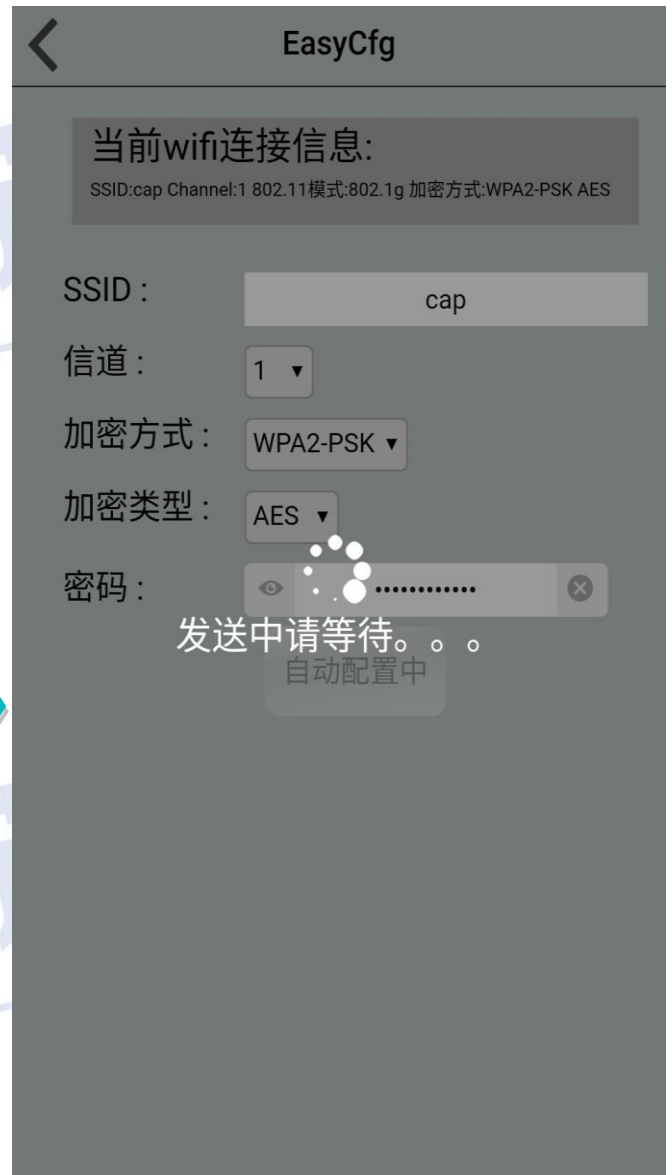 EasyCfg
当前wifi连接信息:
SSID:cap Channel:1 802.11模式:802.1g 加密方式:WPA2-PSK AES
SSID : cap
信道 : 1
加密方式 : WPA2-PSK
加密类型 : AES
密码 : ••••••••••••
发送中请等待。。。
自动配置中